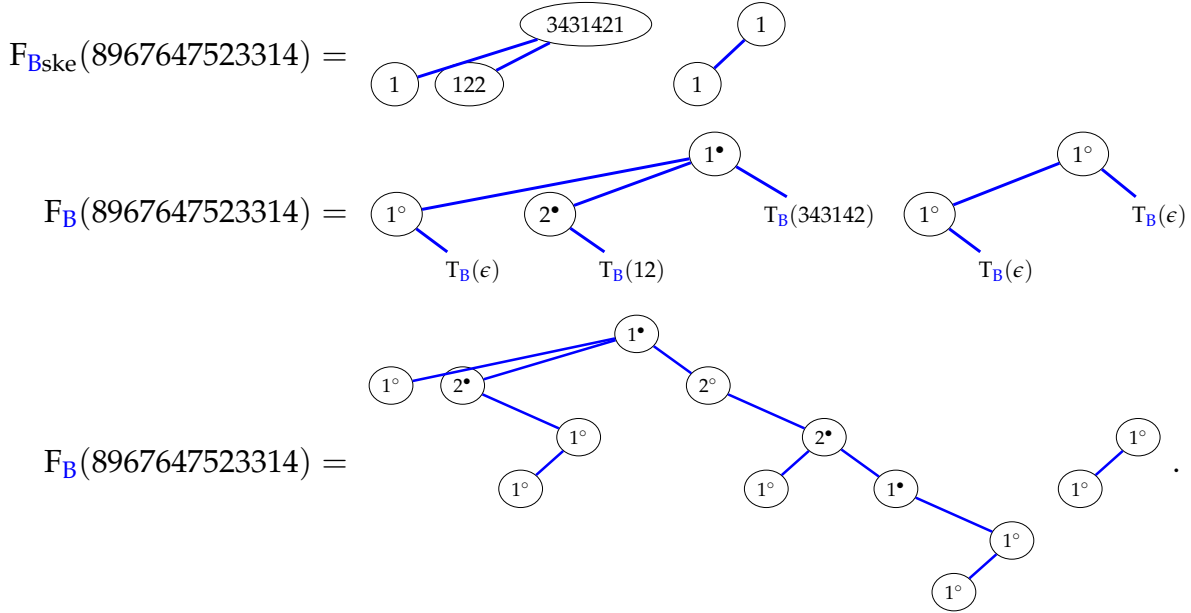 F_Bske(8967647523314) =
3431421 1
1 122 1
F_B(8967647523314) =
1• 1°
1° 2• T_B(343142) 1° T_B(ϵ)
T_B(ϵ) T_B(12) T_B(ϵ)
F_B(8967647523314) =
1•
1° 2• 2°
1° 2• 1°
1° 1° 1• 1° .
1°
1°